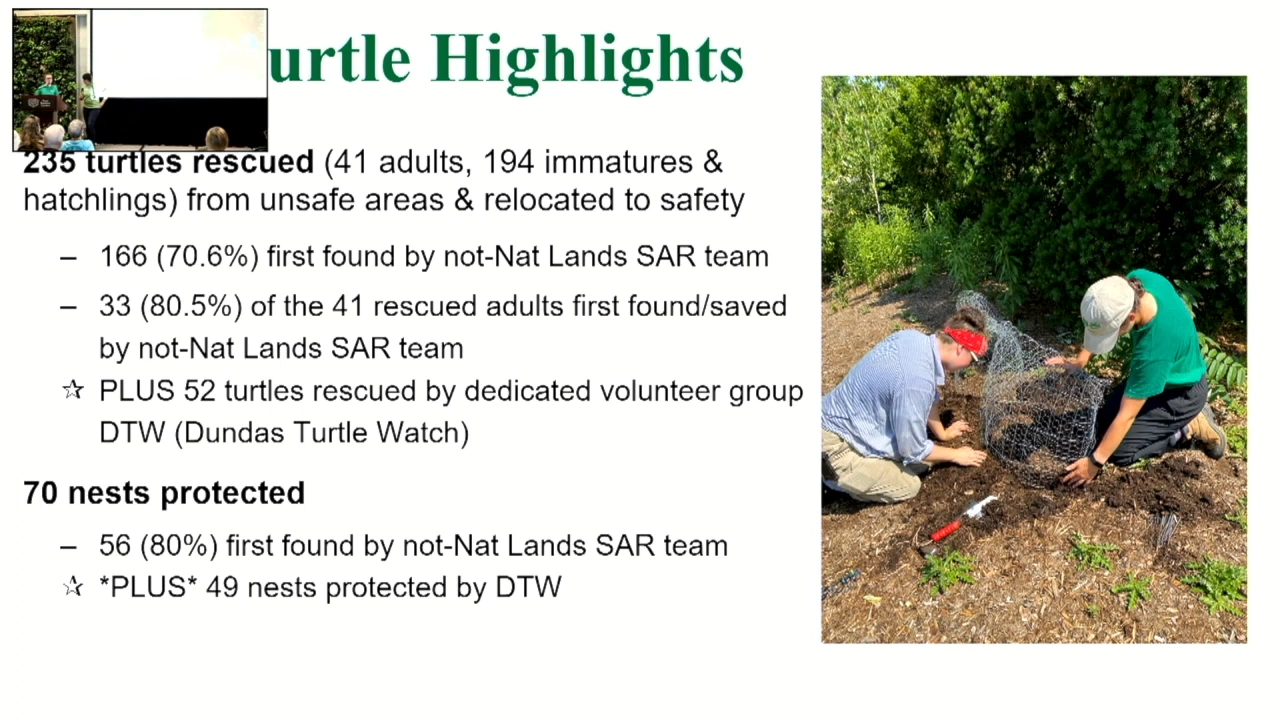 urtle Highlights
235 turtles rescued (41 adults, 194 immatures &
hatchlings) from unsafe areas & relocated to safety
– 166 (70.6%) first found by not-Nat Lands SAR team
– 33 (80.5%) of the 41 rescued adults first found/saved
by not-Nat Lands SAR team
☆ PLUS 52 turtles rescued by dedicated volunteer group
DTW (Dundas Turtle Watch)
70 nests protected
– 56 (80%) first found by not-Nat Lands SAR team
☆ *PLUS* 49 nests protected by DTW